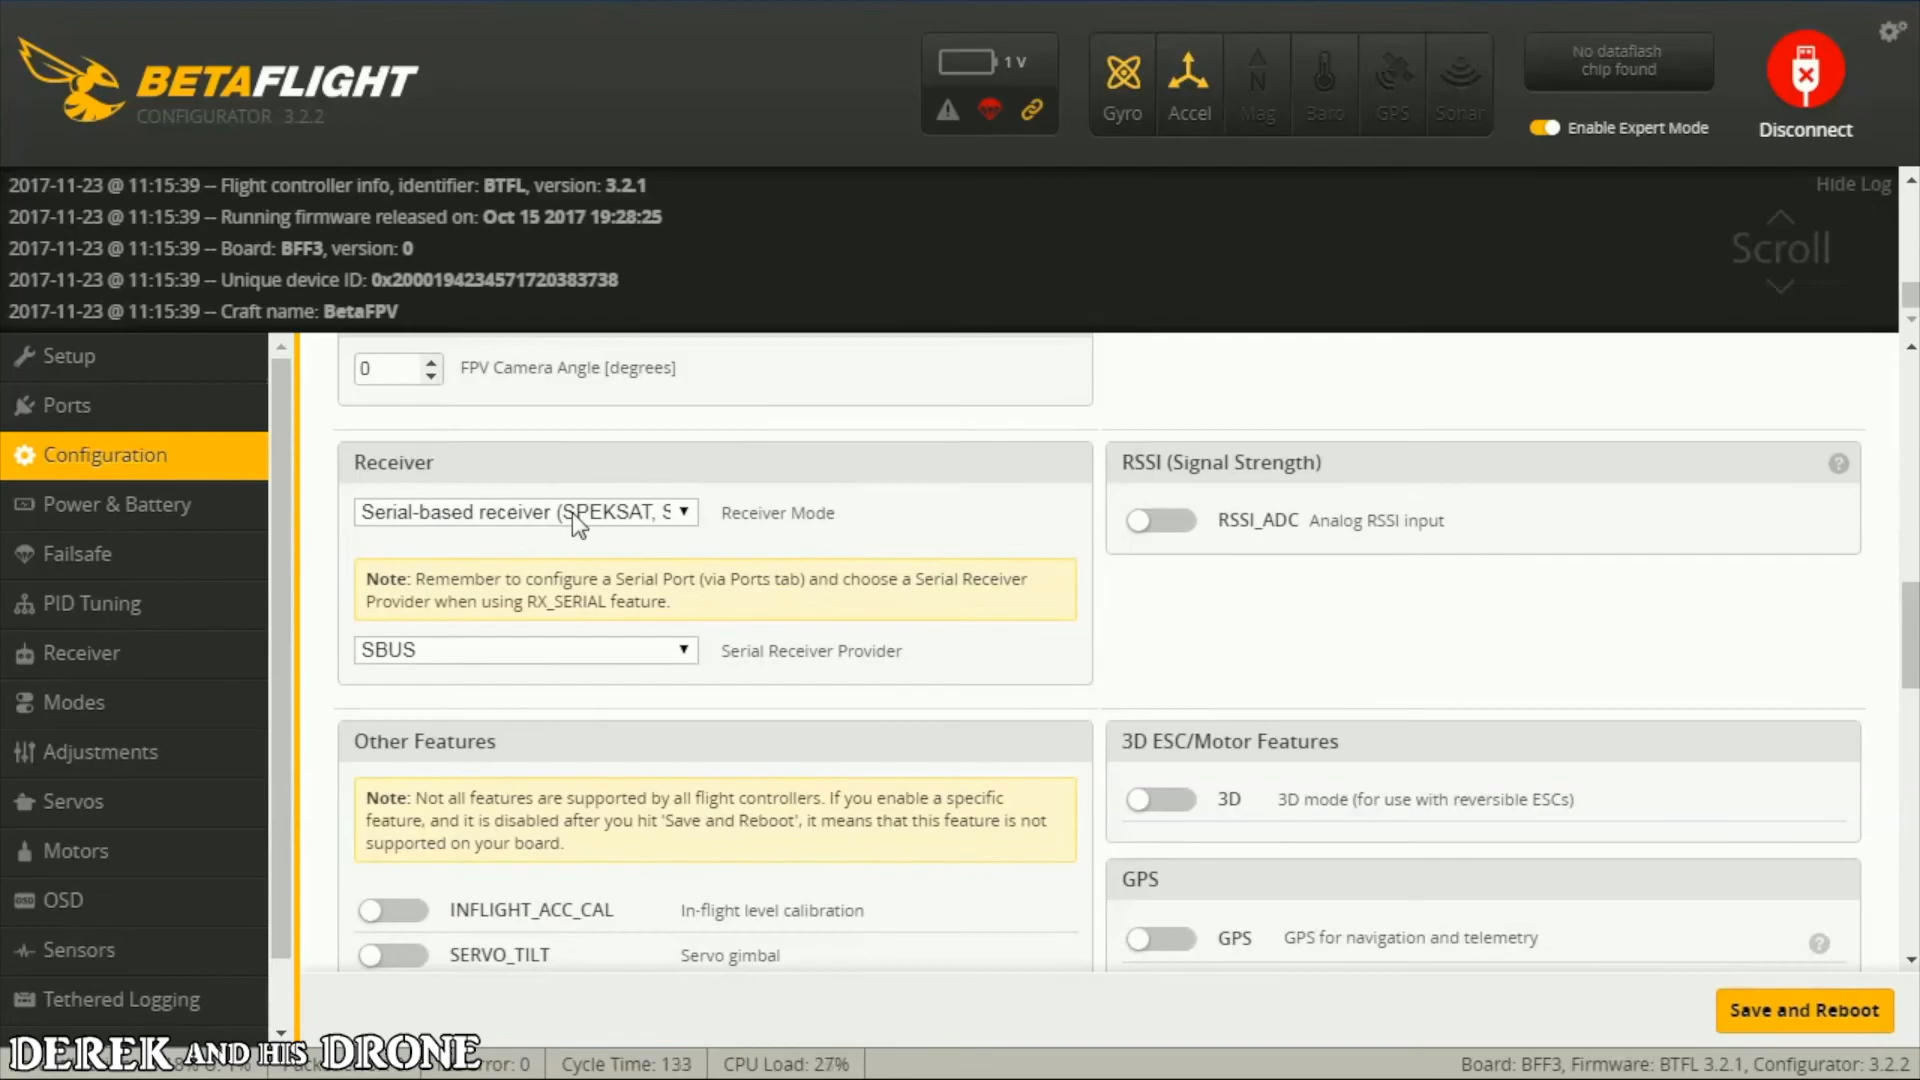 BETAFLIGHT
CONFIGURATOR 3.2.2
1 V
Gyro
Accel
Mag
Baro
GPS
Sonar
No dataflash
chip found
Enable Expert Mode
Disconnect
2017-11-23 @ 11:15:39 -- Flight controller info, identifier: BTFL, version: 3.2.1
2017-11-23 @ 11:15:39 -- Running firmware released on: Oct 15 2017 19:28:25
2017-11-23 @ 11:15:39 -- Board: BFF3, version: 0
2017-11-23 @ 11:15:39 -- Unique device ID: 0x2000194234571720383738
2017-11-23 @ 11:15:39 -- Craft name: BetaFPV
Hide Log
Scroll
Setup
Ports
Configuration
Power & Battery
Failsafe
PID Tuning
Receiver
Modes
Adjustments
Servos
Motors
OSD
Sensors
Tethered Logging
0
FPV Camera Angle [degrees]
Receiver
Serial-based receiver (SPEKSAT, S
Receiver Mode
Note: Remember to configure a Serial Port (via Ports tab) and choose a Serial Receiver
Provider when using RX_SERIAL feature.
SBUS
Serial Receiver Provider
RSSI (Signal Strength)
RSSI_ADC Analog RSSI input
Other Features
Note: Not all features are supported by all flight controllers. If you enable a specific
feature, and it is disabled after you hit 'Save and Reboot', it means that this feature is not
supported on your board.
INFLIGHT_ACC_CAL In-flight level calibration
SERVO_TILT Servo gimbal
3D ESC/Motor Features
3D 3D mode (for use with reversible ESCs)
GPS
GPS GPS for navigation and telemetry
Save and Reboot
DEREK AND HIS DRONE
rror: 0
Cycle Time: 133
CPU Load: 27%
Board: BFF3, Firmware: BTFL 3.2.1, Configurator: 3.2.2